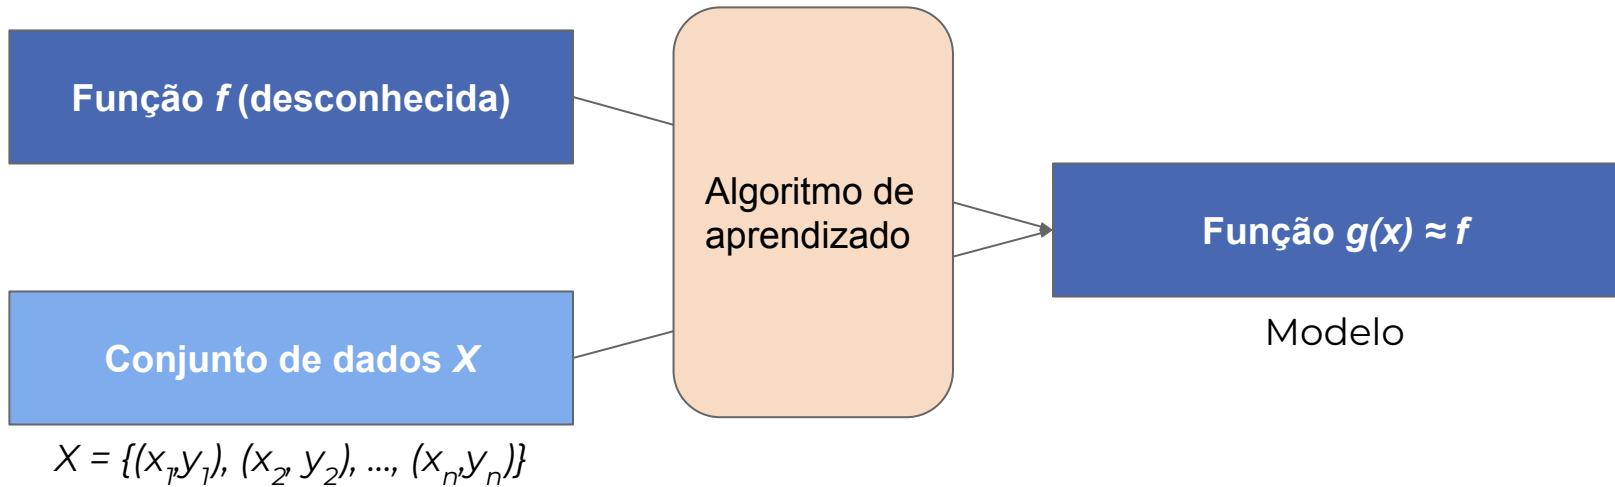 Função f (desconhecida)
Algoritmo de
aprendizado
Função g(x) ≈ f
Modelo
Conjunto de dados X
X = {(x₁,y₁), (x₂, y₂), ..., (xₙ,yₙ)}